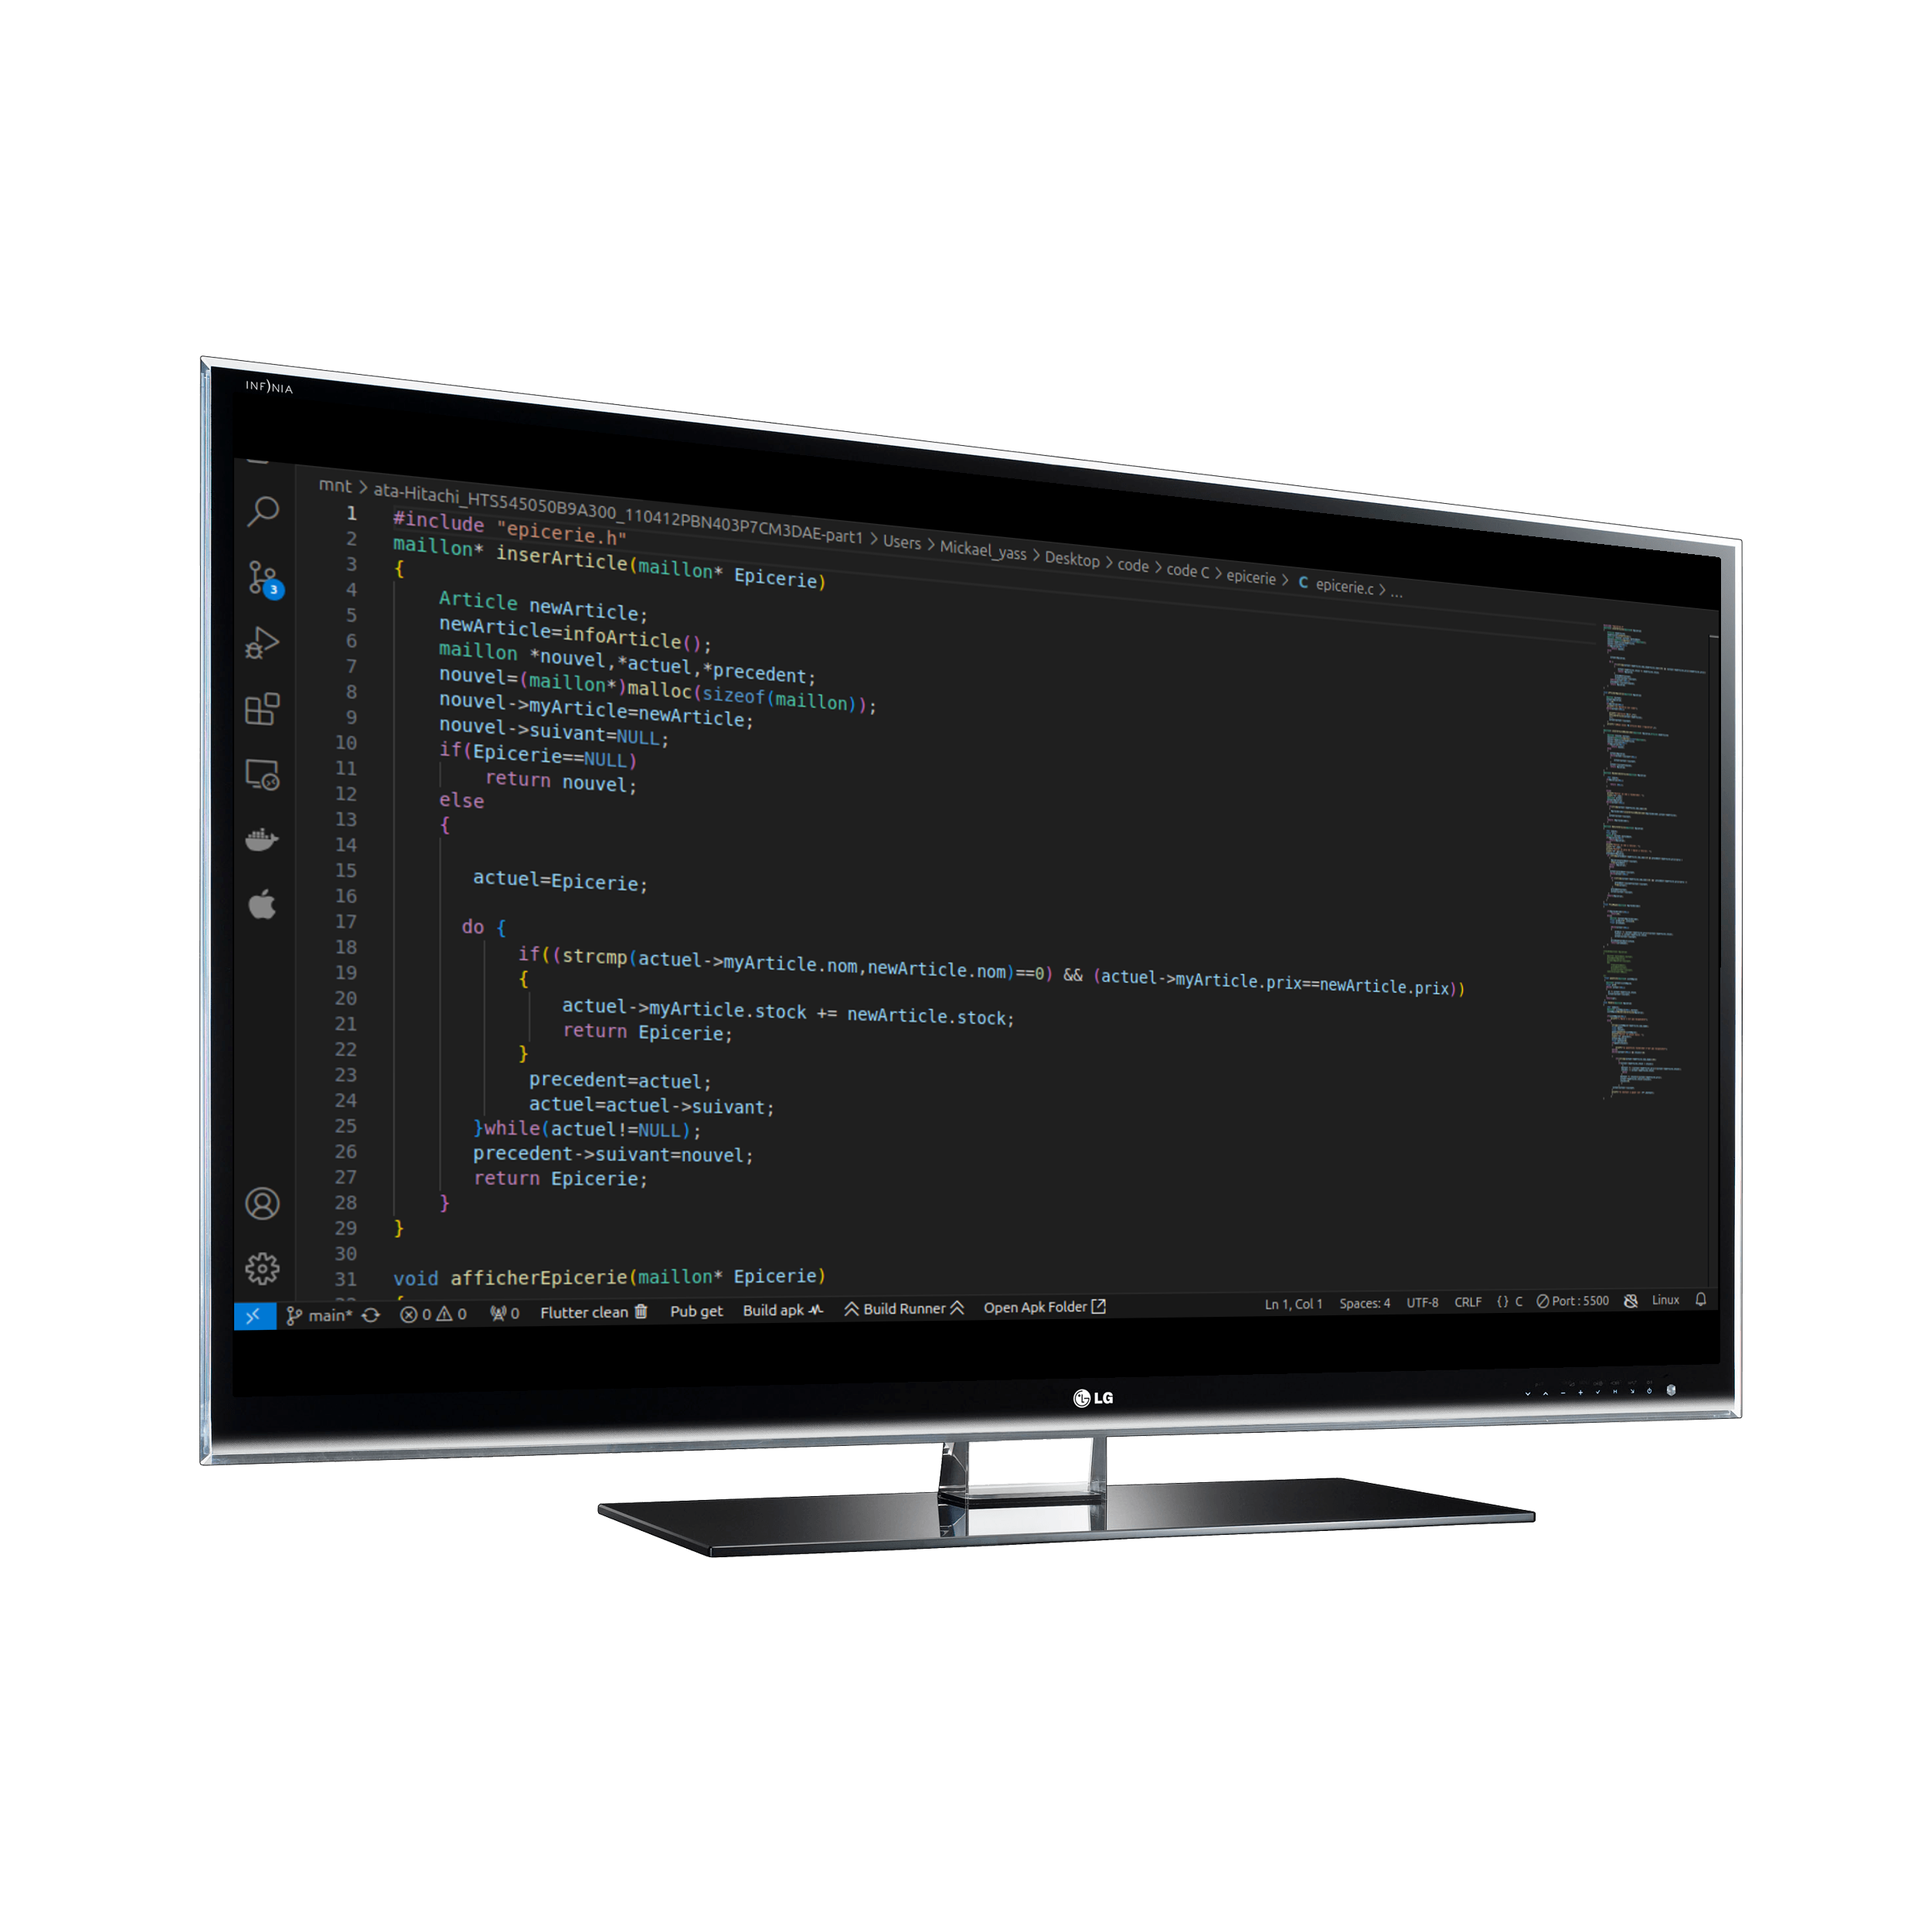 INFINIA
mnt > ata-Hitachi_HTS545050B9A300_110412PBN403P7CM3DAE-part1 > Users > Mickael_yass > Desktop > code > code C > epicerie > C epicerie.c > ...
1 #include "epicerie.h"
2 maillon* inserArticle(maillon* Epicerie)
3 {
4
5 Article newArticle;
6 newArticle=infoArticle();
7 maillon *nouvel,*actuel,*precedent;
8 nouvel=(maillon*)malloc(sizeof(maillon));
9 nouvel->myArticle=newArticle;
10 nouvel->suivant=NULL;
11 if(Epicerie==NULL)
12 return nouvel;
13 else
14 {
15
16 actuel=Epicerie;
17
18 do {
19 if((strcmp(actuel->myArticle.nom,newArticle.nom)==0) && (actuel->myArticle.prix==newArticle.prix))
20 {
21 actuel->myArticle.stock += newArticle.stock;
22 return Epicerie;
23 }
24 precedent=actuel;
25 actuel=actuel->suivant;
26 }while(actuel!=NULL);
27 precedent->suivant=nouvel;
28 return Epicerie;
29 }
30 }
31 void afficherEpicerie(maillon* Epicerie)
3
main* 0 0 0 Flutter clean Pub get Build apk Build Runner Open Apk Folder Ln 1, Col 1 Spaces: 4 UTF-8 CRLF {} C Port : 5500 Linux
LG